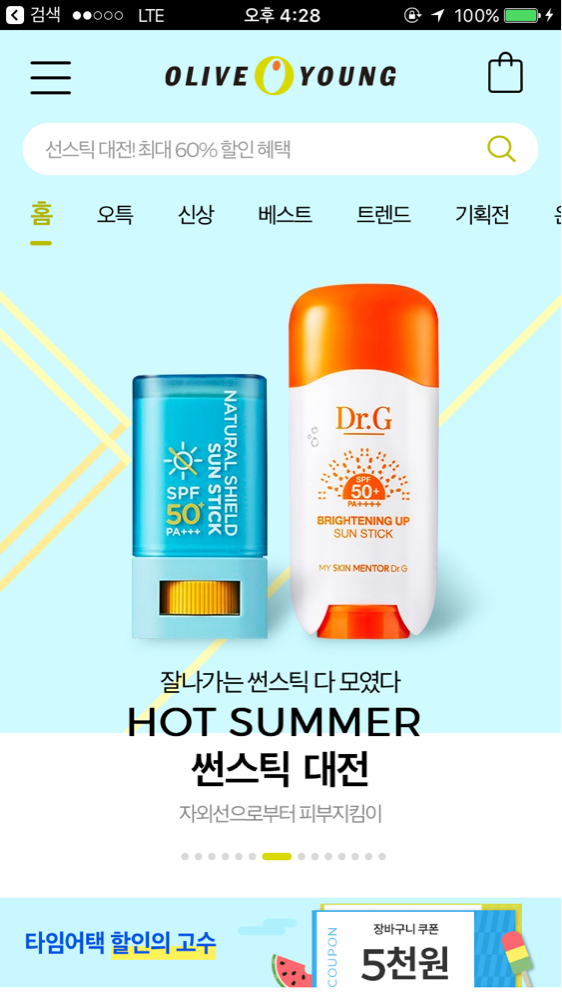 검색 LTE 오후 4:28 100%
OLIVE YOUNG
선스틱 대전! 최대 60% 할인 혜택
홈 오특 신상 베스트 트렌드 기획전
NATURAL SHIELD
SUN STICK
SPF
50+
PA+++
Dr.G
SPF
50+
PA++++
BRIGHTENING UP
SUN STICK
MY SKIN MENTOR Dr.G
잘나가는 썬스틱 다 모였다
HOT SUMMER
썬스틱 대전
자외선으로부터 피부지킴이
타임어택 할인의 고수
COUPON
장바구니 쿠폰
5천원